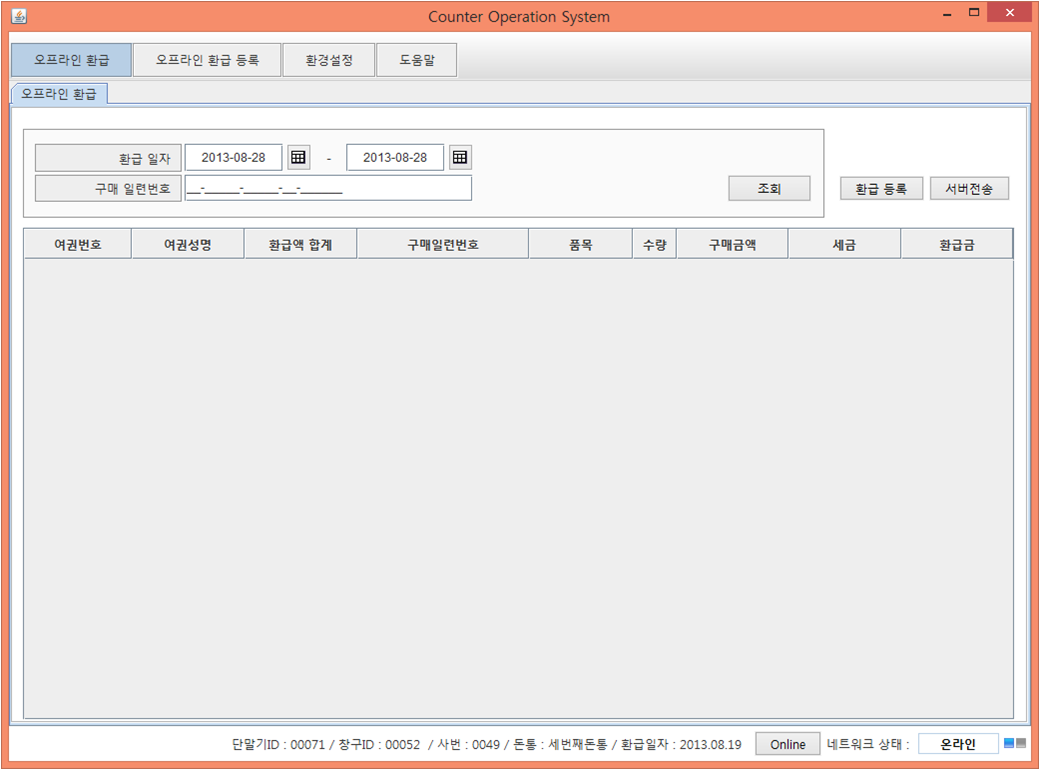 Counter Operation System
오프라인 환급 오프라인 환급 등록 환경설정 도움말
오프라인 환급
환급 일자 2013-08-28 - 2013-08-28
구매 일련번호 __-_____-_____-__-______ 조회 환급 등록 서버전송
여권번호 여권성명 환급액 합계 구매일련번호 품목 수량 구매금액 세금 환급금
단말기ID : 00071 / 창구ID : 00052 / 사번 : 0049 / 돈통 : 세번째돈통 / 환급일자 : 2013.08.19 Online 네트워크 상태 : 온라인